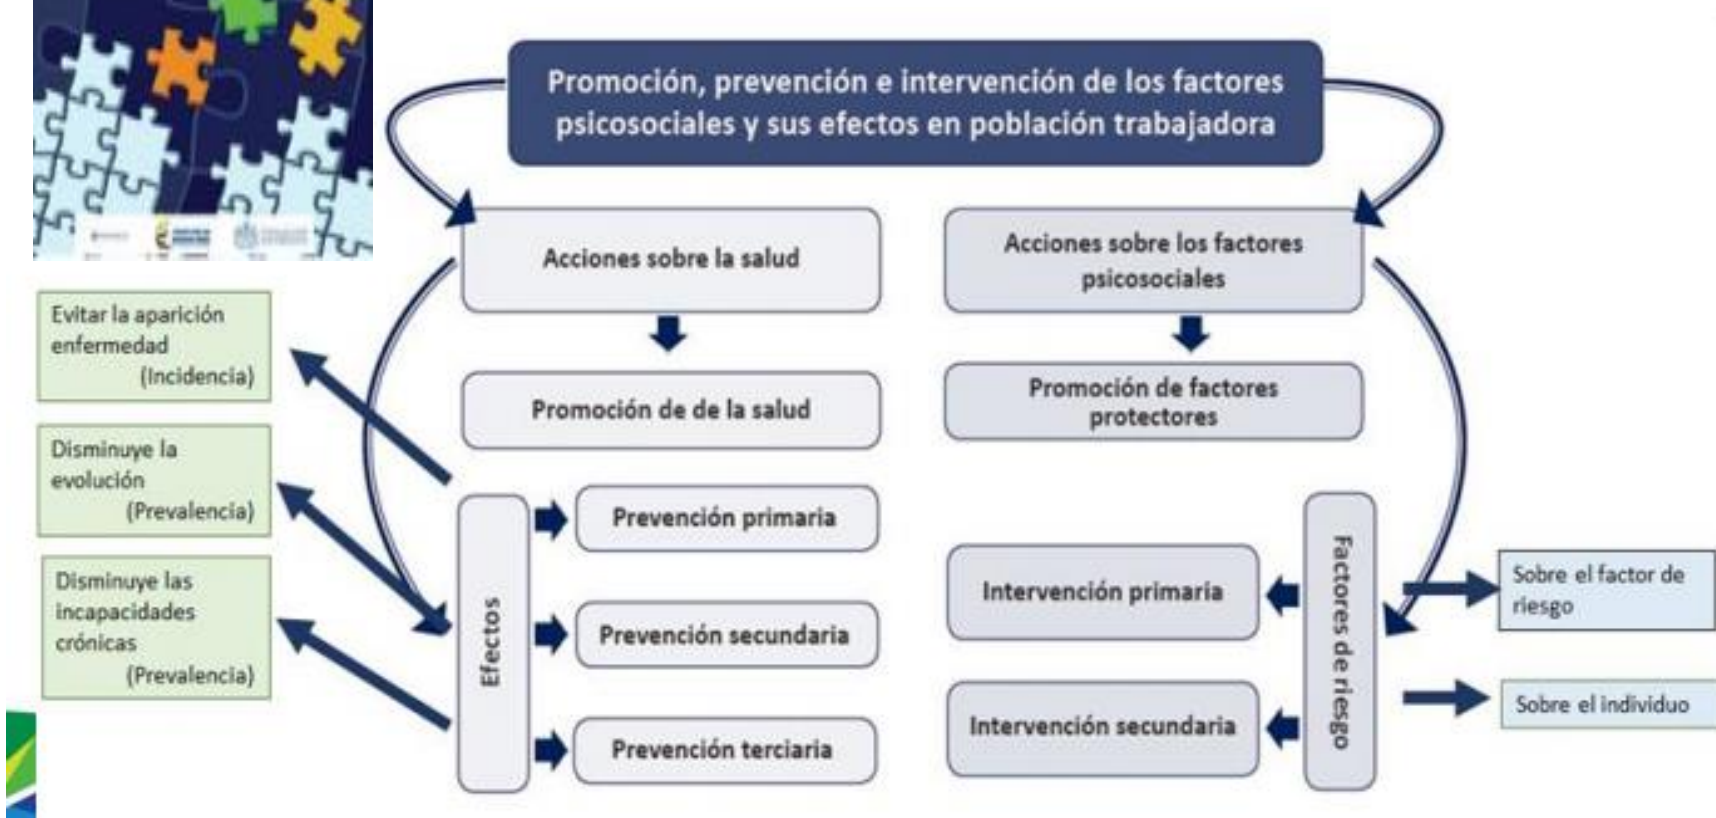 Promoción, prevención e intervención de los factores
psicosociales y sus efectos en población trabajadora
Acciones sobre la salud
Acciones sobre los factores
psicosociales
Evitar la aparición
enfermedad
(Incidencia)
Promoción de de la salud
Promoción de factores
protectores
Disminuye la
evolución
(Prevalencia)
Disminuye las
incapacidades
crónicas
(Prevalencia)
Efectos
Prevención primaria
Prevención secundaria
Prevención terciaria
Intervención primaria
Intervención secundaria
Factores de riesgo
Sobre el factor de
riesgo
Sobre el individuo